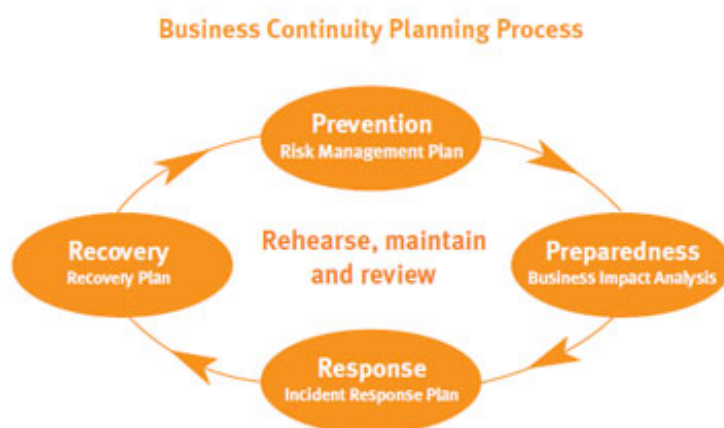 Business Continuity Planning Process
Prevention
Risk Management Plan
Recovery
Recovery Plan
Rehearse, maintain
and review
Preparedness
Business Impact Analysis
Response
Incident Response Plan